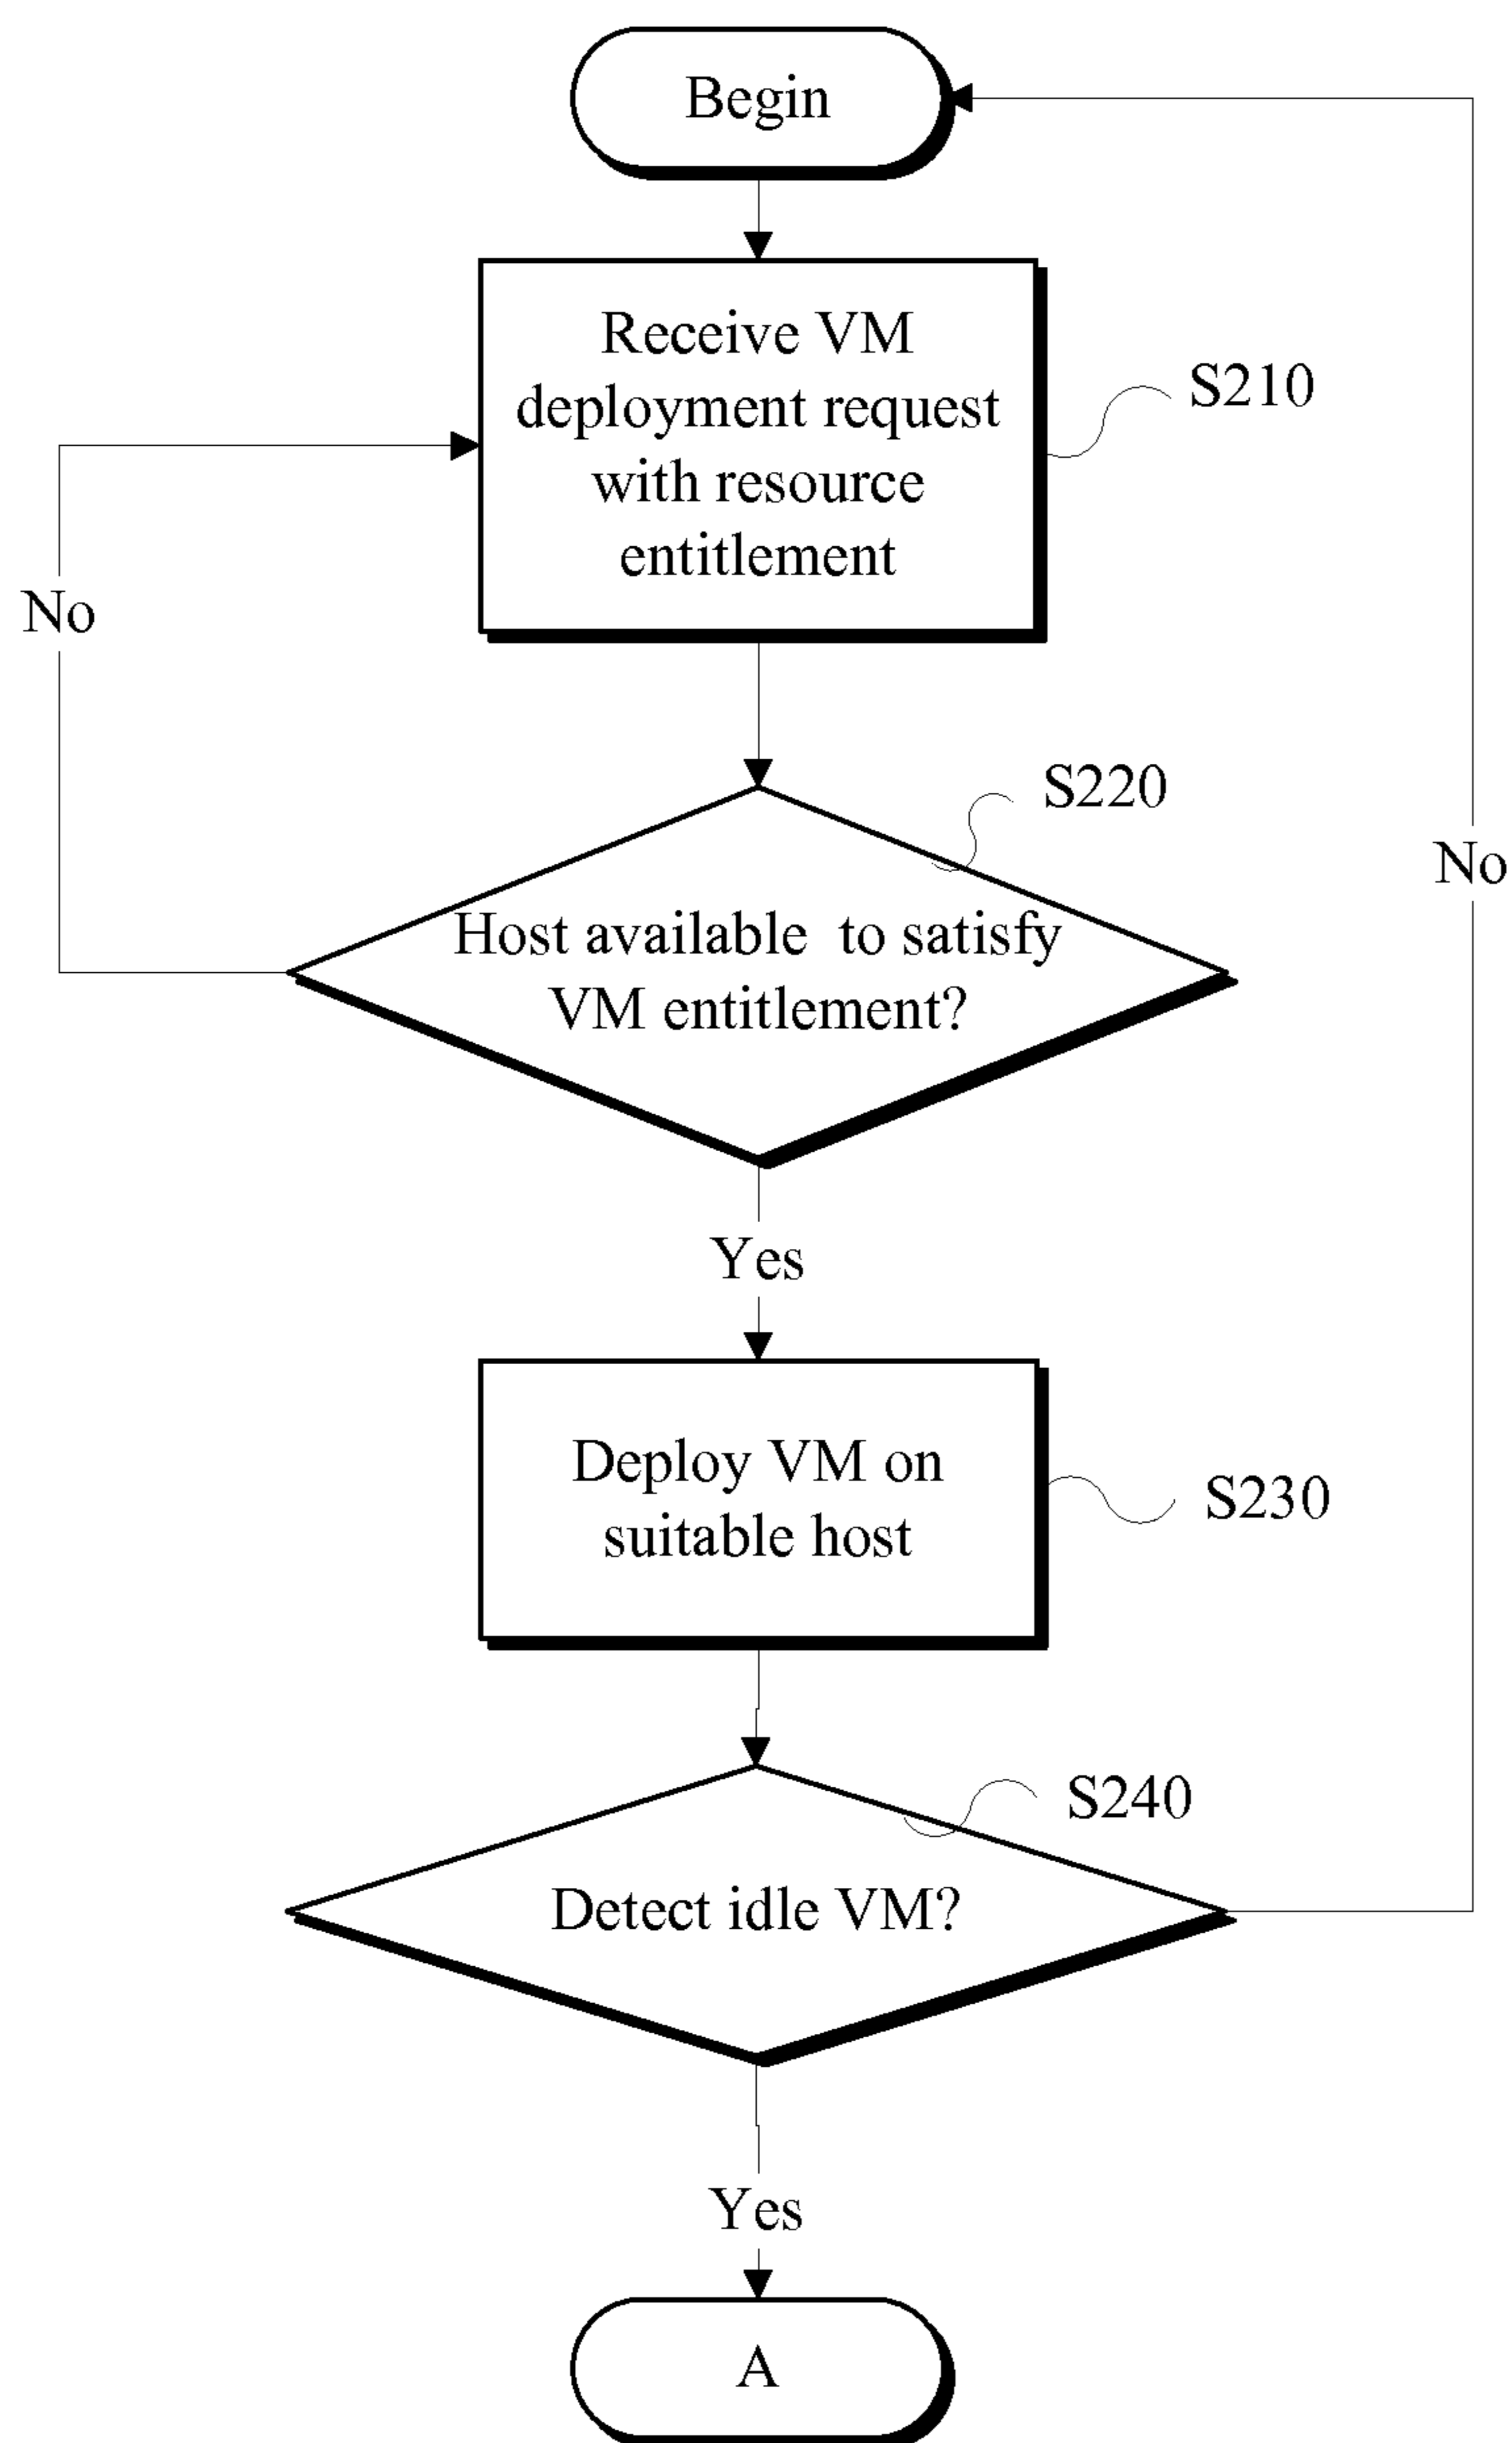 Begin
Receive VM
deployment request
with resource
entitlement
S210
No
S220
No
Host available to satisfy
VM entitlement?
Yes
Deploy VM on
suitable host
S230
S240
Detect idle VM?
Yes
A